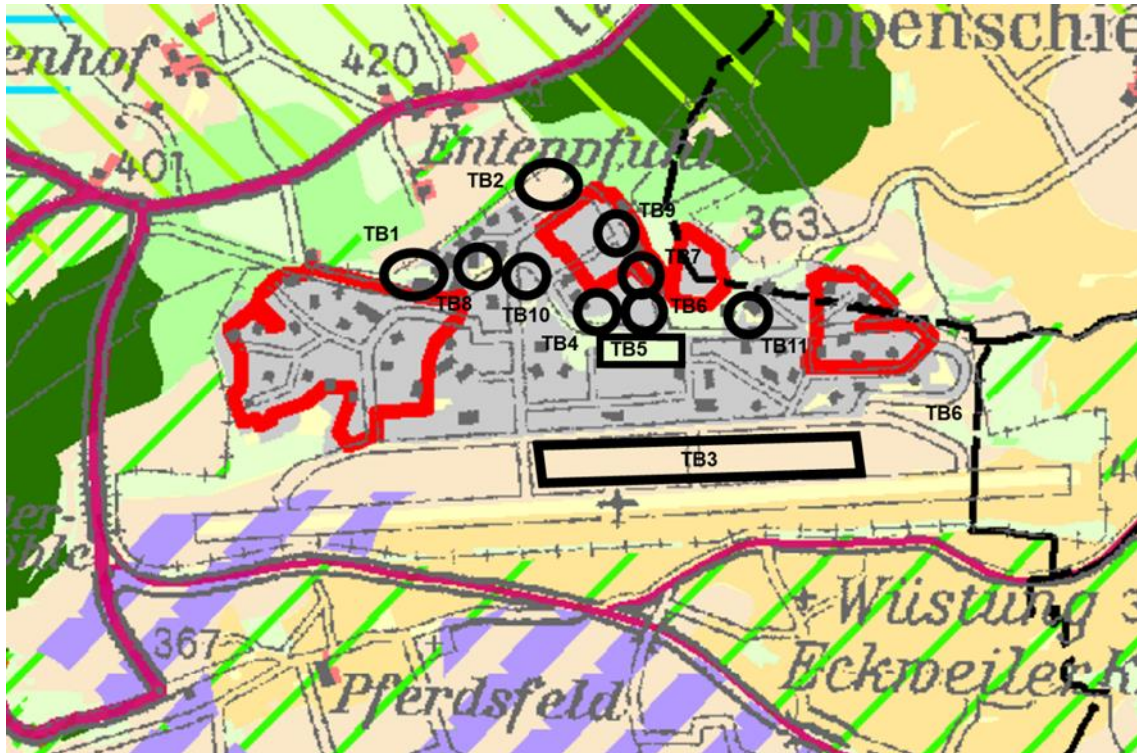 enhof
420
Ippenschie
Entenpfuhl
401
TB2
TB9
363
TB1
TB7
TB8
TB10
TB6
TB4
TB5
TB11
TB6
TB3
Wüstung 3
367
Eckweiler K
Pferdsfeld